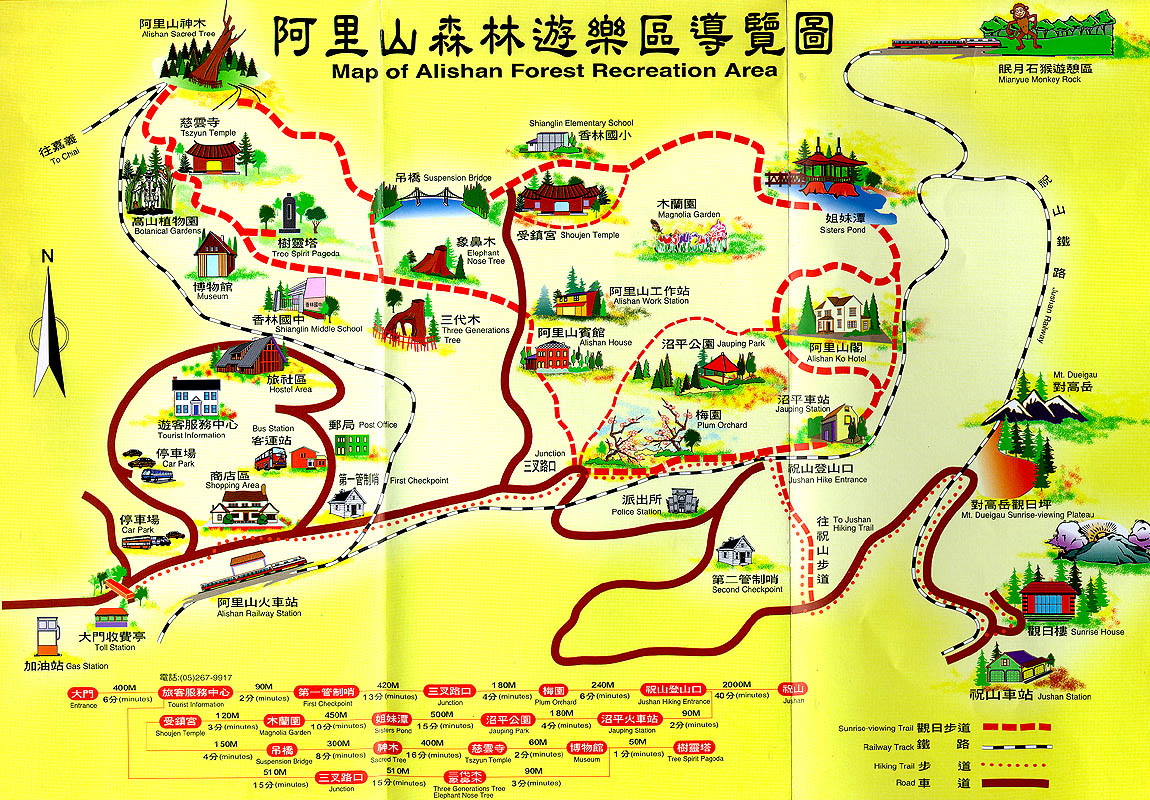 阿里山森林遊樂區導覽圖
Map of Alishan Forest Recreation Area
阿里山神木
Alishan Sacred Tree
眠月石猴遊憩區
Mianyue Monkey Rock
往嘉義
To Chiai
慈雲寺
Tszyun Temple
Shianglin Elementary School
香林國小
吊橋 Suspension Bridge
高山植物園
Botanical Gardens
樹靈塔
Tree Spirit Pagoda
受鎮宮 Shoujen Temple
木蘭園
Magnolia Garden
姐妹潭
Sisters Pond
祝山鐵路
Jushan Railway
N
博物館
Museum
象鼻木
Elephant
Nose Tree
香林國中
Shianglin Middle School
三代木
Three Generations
Tree
阿里山工作站
Alishan Work Station
阿里山賓館
Alishan House
沼平公園 Jauping Park
阿里山閣
Alishan Ko Hotel
旅社區
Hostel Area
Mt. Dueigau
對高岳
遊客服務中心
Tourist Information
Bus Station
客運站
郵局 Post Office
停車場
Car Park
商店區
Shopping Area
第一管制哨
First Checkpoint
梅園
Plum Orchard
沼平車站
Jauping Station
Junction
三叉路口
祝山登山口
Jushan Hike Entrance
派出所
Police Station
對高岳觀日坪
Mt. Dueigau Sunrise-viewing Plateau
停車場
Car Park
往祝山步道
To Jushan
Hiking Trail
第二管制哨
Second Checkpoint
阿里山火車站
Alishan Railway Station
大門收費亭
Toll Station
加油站 Gas Station
觀日樓 Sunrise House
祝山車站 Jushan Station
電話:(05)267-9917
大門 400M 旅客服務中心 90M 第一管制哨 420M 三叉路口 180M 梅園 240M 祝山登山口 2000M 祝山
Entrance 6分(minutes) Tourist Information 2分(minutes) First Checkpoint 13分(minutes) Junction 4分(minutes) Plum Orchard 6分(minutes) Jushan Hiking Entrance 40分(minutes) Jushan
受鎮宮 120M 木蘭園 450M 姐妹潭 500M 沼平公園 180M 沼平火車站 90M
Shoujen Temple 3分(minutes) Magnolia Garden 10分(minutes) Sisters Pond 15分(minutes) Jauping Park 4分(minutes) Jauping Station 2分(minutes)
150M 吊橋 300M 神木 400M 慈雲寺 60M 博物館 50M 樹靈塔
4分(minutes) Suspension Bridge 8分(minutes) Sacred Tree 16分(minutes) Tszyun Temple 2分(minutes) Museum 1分(minutes) Tree Spirit Pagoda
510M 三叉路口 510M 90M
15分(minutes) Junction 15分(minutes) Three Generations Tree 3分(minutes)
Elephant Nose Tree
Sunrise-viewing Trail 觀日步道
Railway Track 鐵 路
Hiking Trail 步 道
Road 車 道